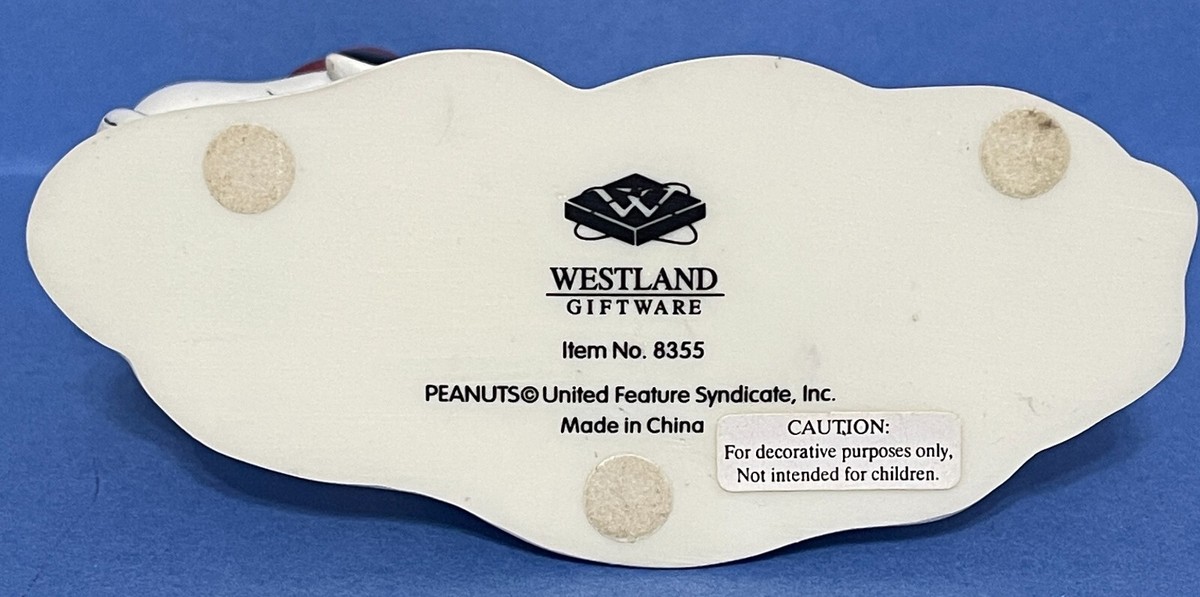 W
WESTLAND
GIFTWARE
Item No. 8355
PEANUTS© United Feature Syndicate, Inc.
Made in China
CAUTION:
For decorative purposes only,
Not intended for children.